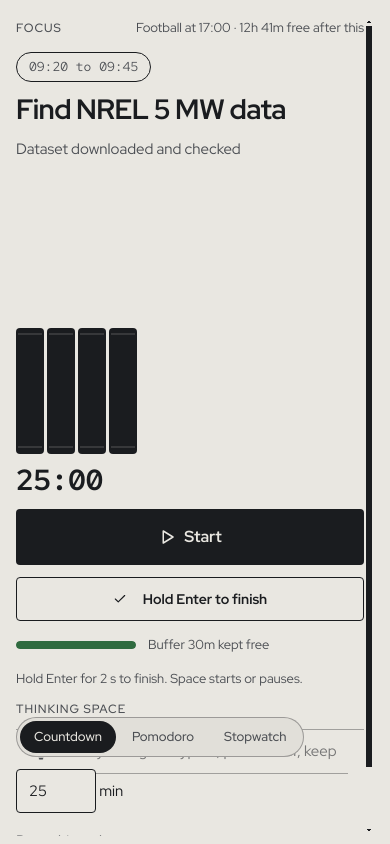 FOCUS
Football at 17:00 · 12h 41m free after this
09:20 to 09:45
Find NREL 5 MW data
Dataset downloaded and checked
25:00
Start
Hold Enter to finish
Buffer 30m kept free
Hold Enter for 2 s to finish. Space starts or pauses.
THINKING SPACE
Countdown
Pomodoro
Stopwatch
keep
25 min